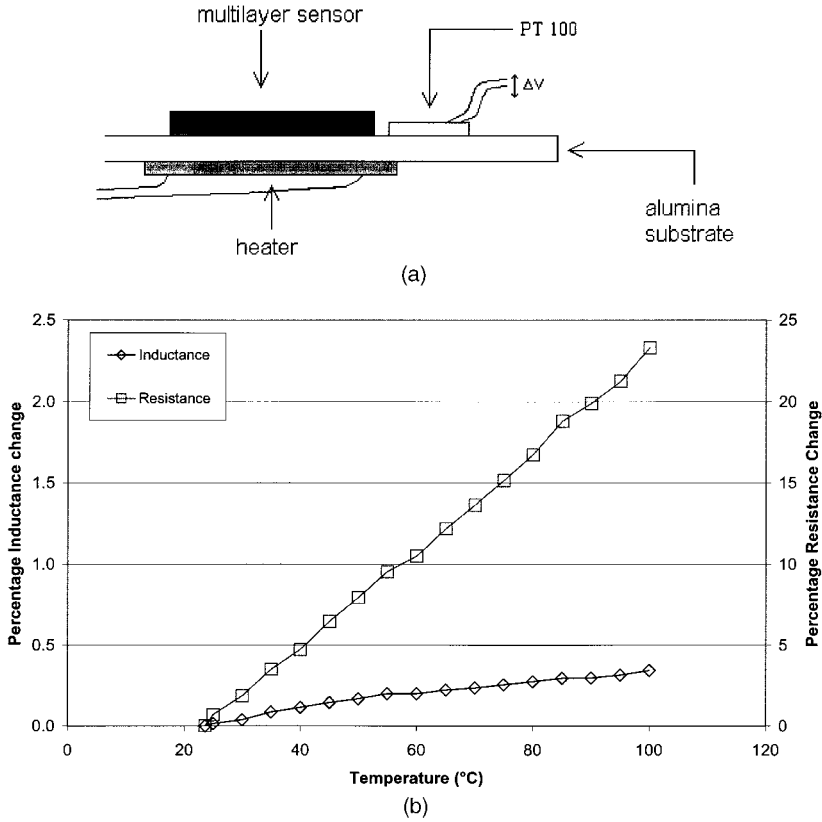 multilayer sensor
PT 100
ΔV
heater
alumina
substrate
(a)
Percentage Inductance change
2.5
2.0
1.5
1.0
0.5
0.0
Inductance
Resistance
25
20
15
10
5
0
Percentage Resistance Change
0 20 40 60 80 100 120
Temperature (°C)
(b)